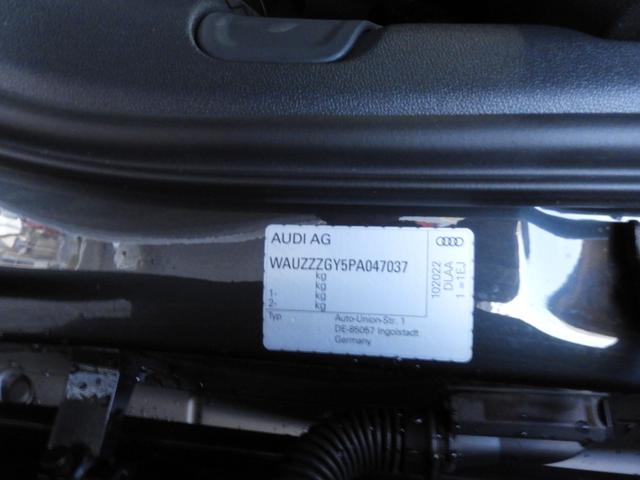 AUDI AG
WAUZZZGY5PA047037
kg
kg
1- kg
2- kg
Typ Auto-Union-Str. 1
DE-85057 Ingolstadt
Germany
102022
DLAA
1 =1EJ